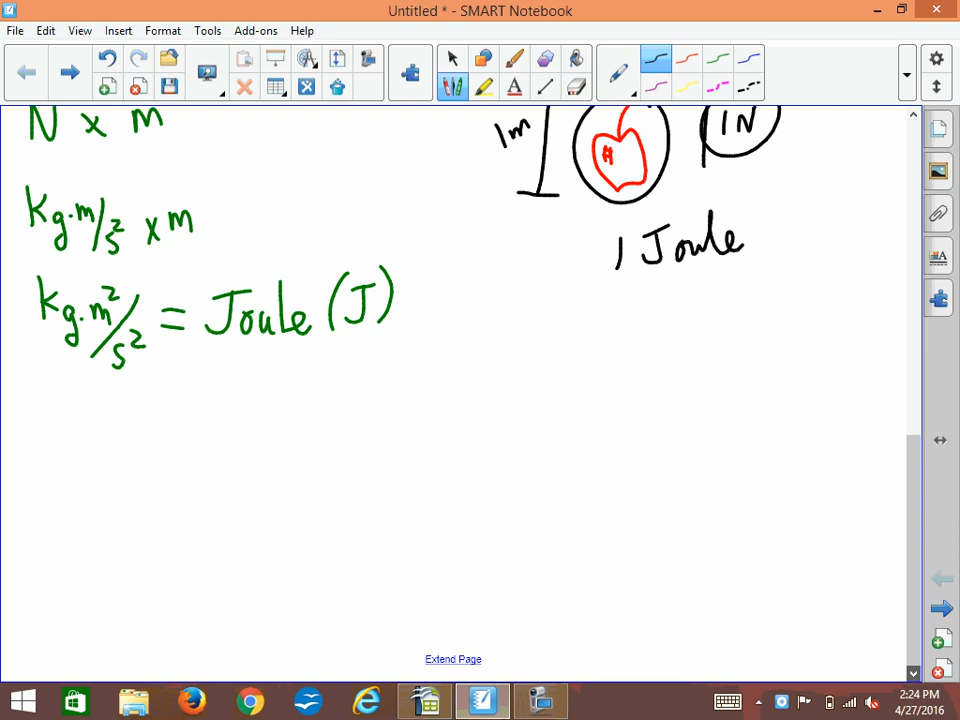 Untitled * - SMART Notebook
File Edit View Insert Format Tools Add-ons Help
N x m
1m
1N
kg·m/s² x m
1 Joule
kg·m²/s² = Joule (J)
Extend Page
2:24 PM
4/27/2016